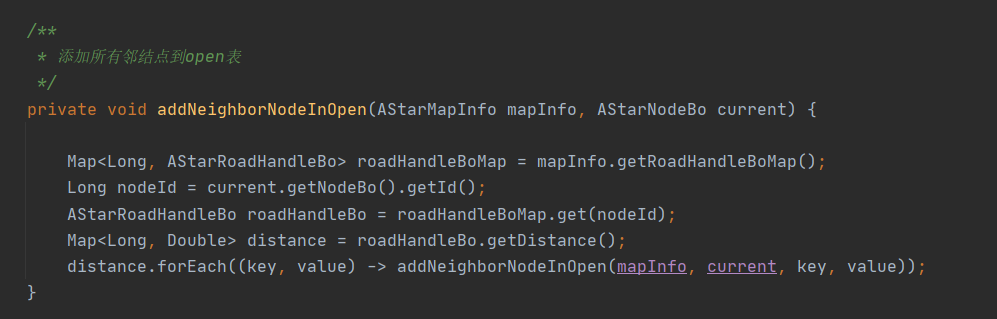 /**
 * 添加所有邻结点到open表
 */
private void addNeighborNodeInOpen(AStarMapInfo mapInfo, AStarNodeBo current) {
Map<Long, AStarRoadHandleBo> roadHandleBoMap = mapInfo.getRoadHandleBoMap();
Long nodeId = current.getNodeBo().getId();
AStarRoadHandleBo roadHandleBo = roadHandleBoMap.get(nodeId);
Map<Long, Double> distance = roadHandleBo.getDistance();
distance.forEach((key, value) -> addNeighborNodeInOpen(mapInfo, current, key, value));
}